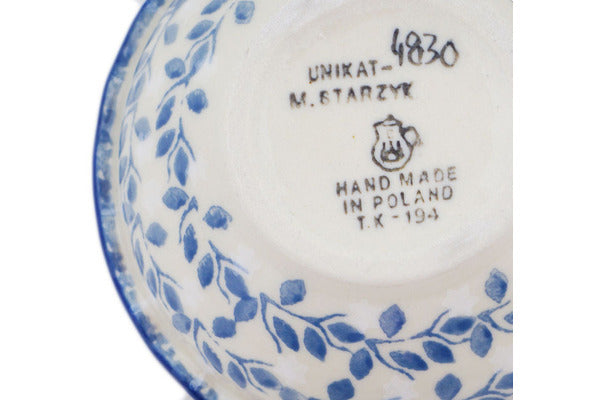 UNIKAT-4830
M.STARZYK
HAND MADE
IN POLAND
T.K-194